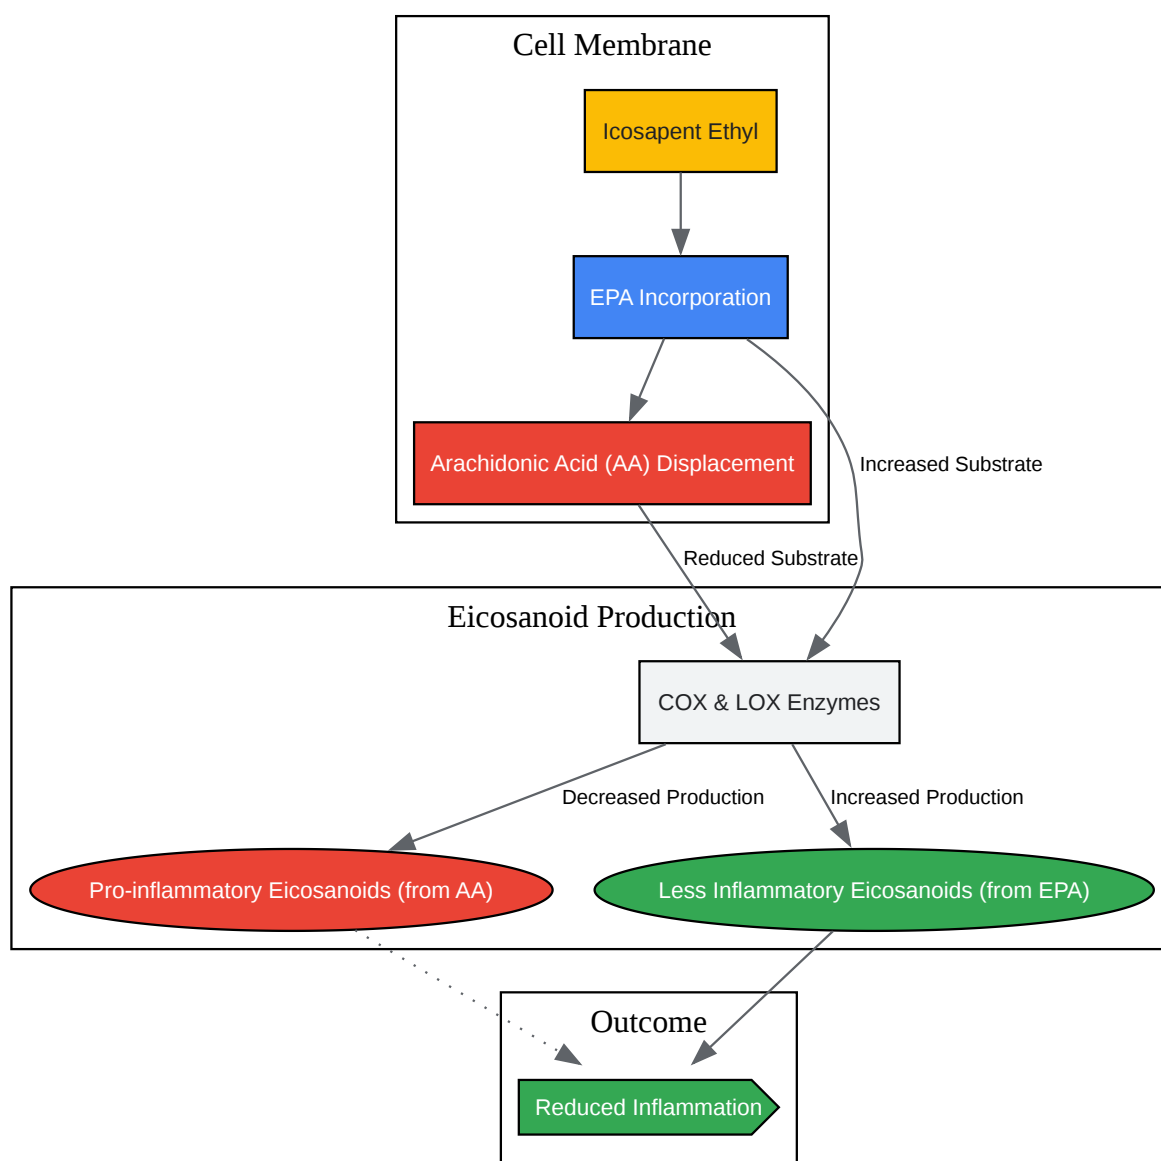 Cell Membrane
Icosapent Ethyl
EPA Incorporation
Arachidonic Acid (AA) Displacement
Increased Substrate
Reduced Substrate
Eicosanoid Production
COX & LOX Enzymes
Decreased Production
Increased Production
Pro-inflammatory Eicosanoids (from AA)
Less Inflammatory Eicosanoids (from EPA)
Outcome
Reduced Inflammation